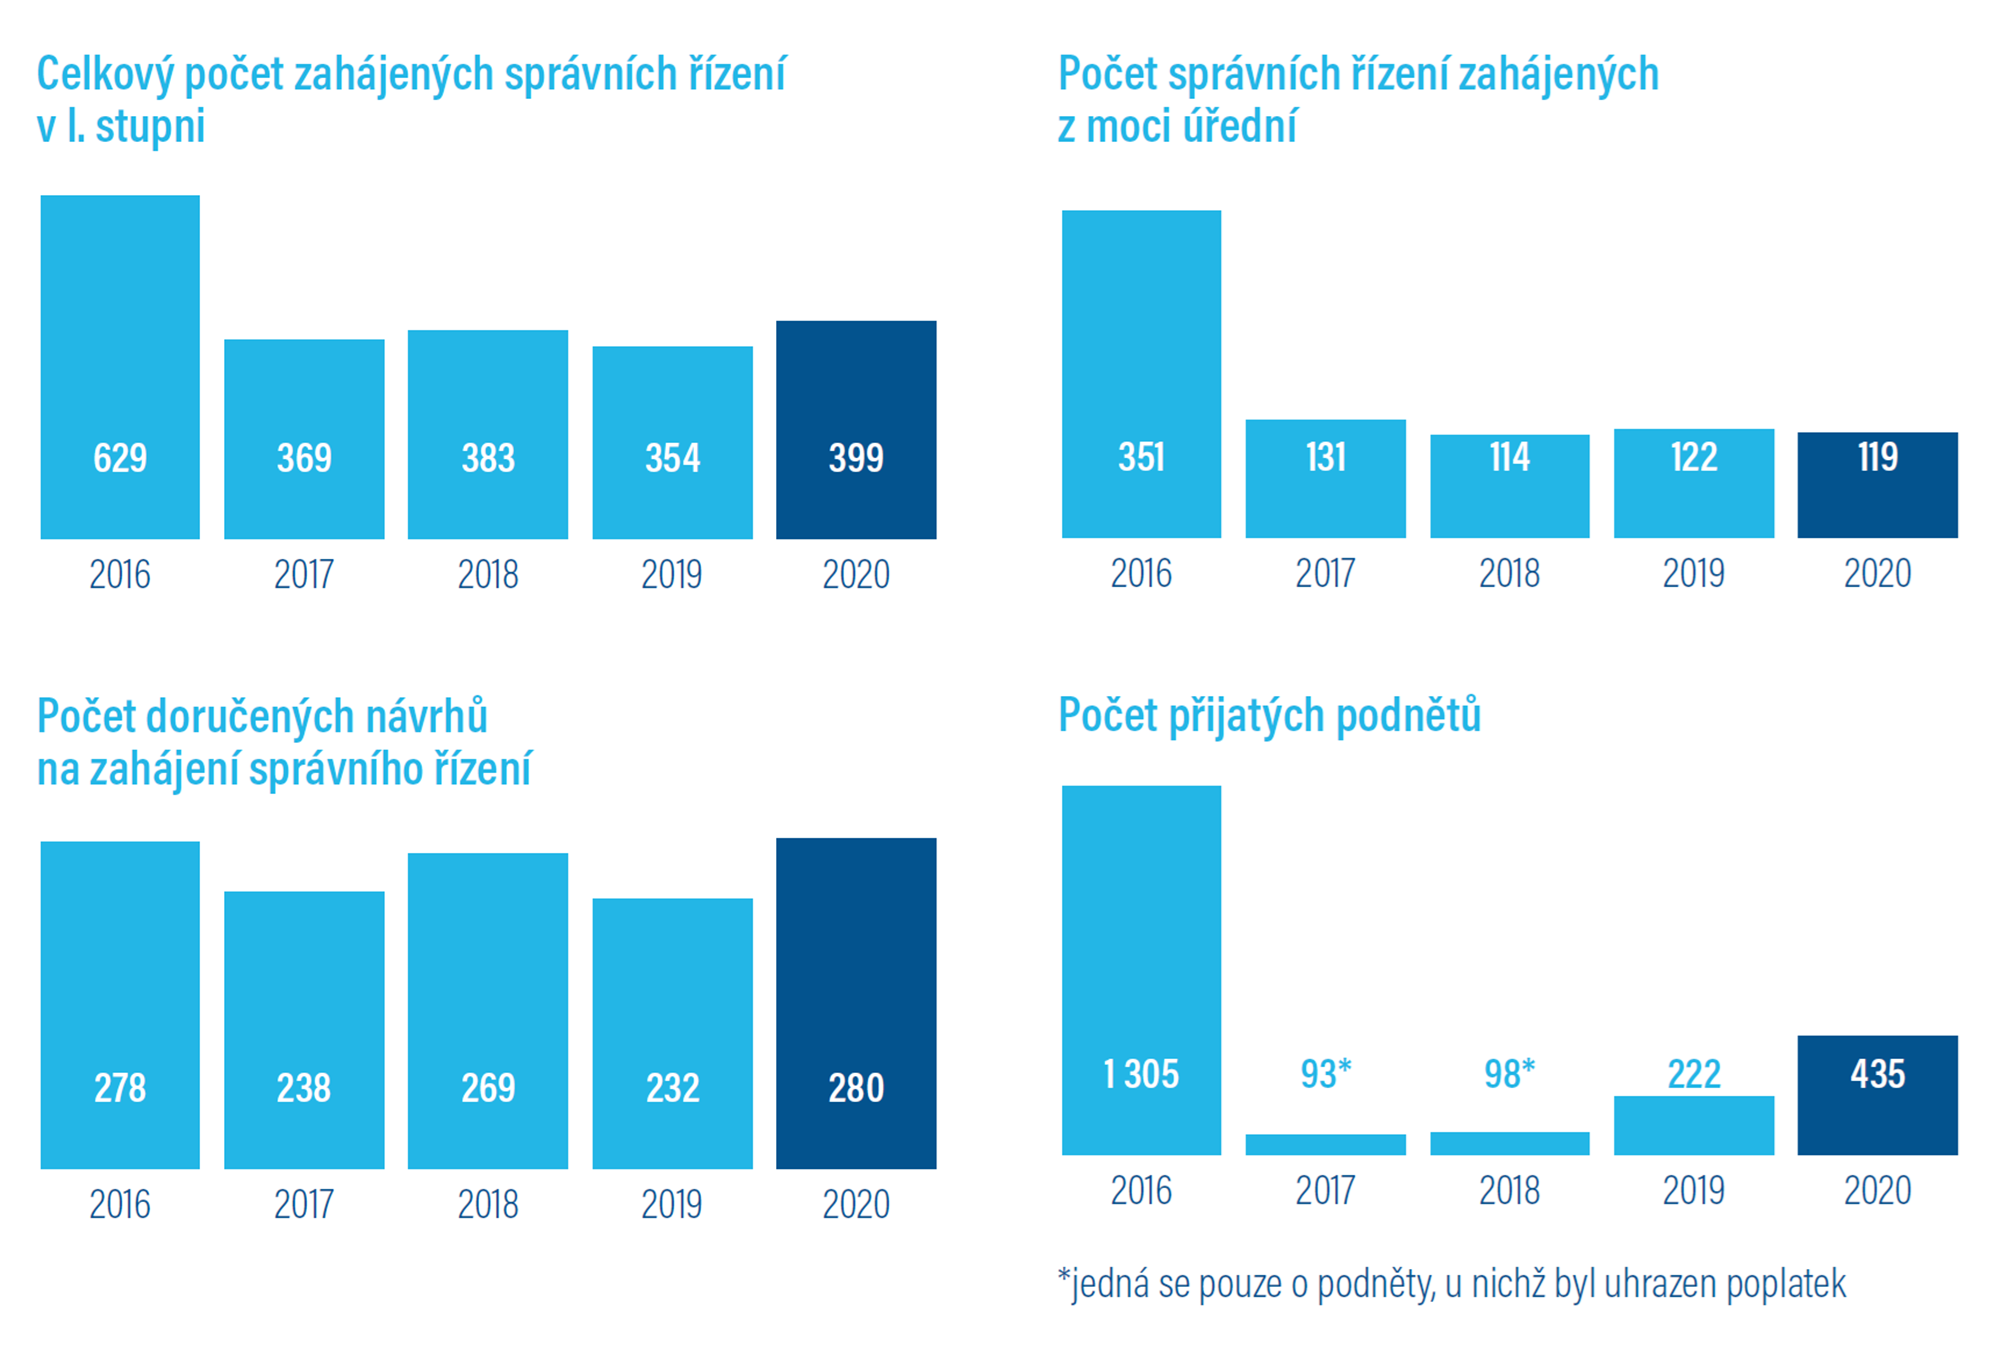 Celkový počet zahájených správních řízení
v I. stupni
629 369 383 354 399
2016 2017 2018 2019 2020
Počet správních řízení zahájených
z moci úřední
351 131 114 122 119
2016 2017 2018 2019 2020
Počet doručených návrhů
na zahájení správního řízení
278 238 269 232 280
2016 2017 2018 2019 2020
Počet přijatých podnětů
1 305 93* 98* 222 435
2016 2017 2018 2019 2020
*jedná se pouze o podněty, u nichž byl uhrazen poplatek